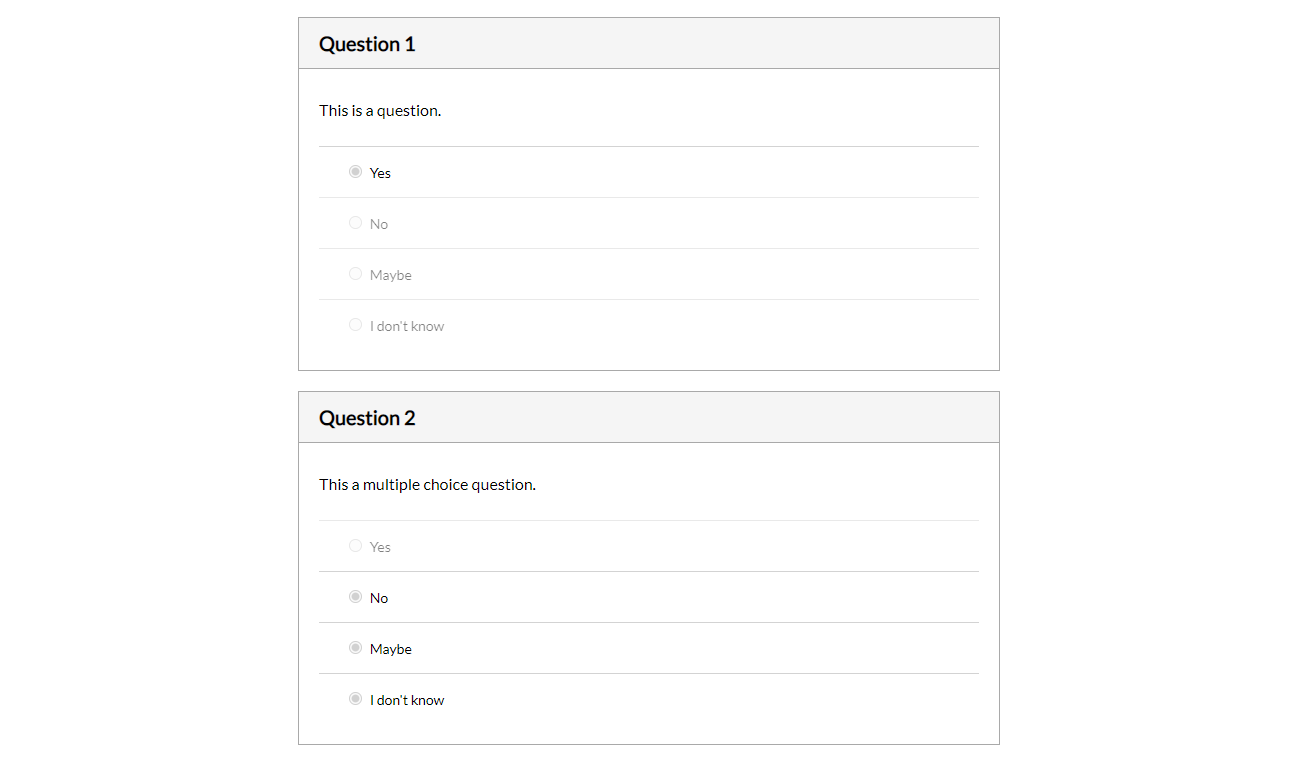 Question 1
This is a question.
Yes
No
Maybe
I don't know
Question 2
This a multiple choice question.
Yes
No
Maybe
I don't know